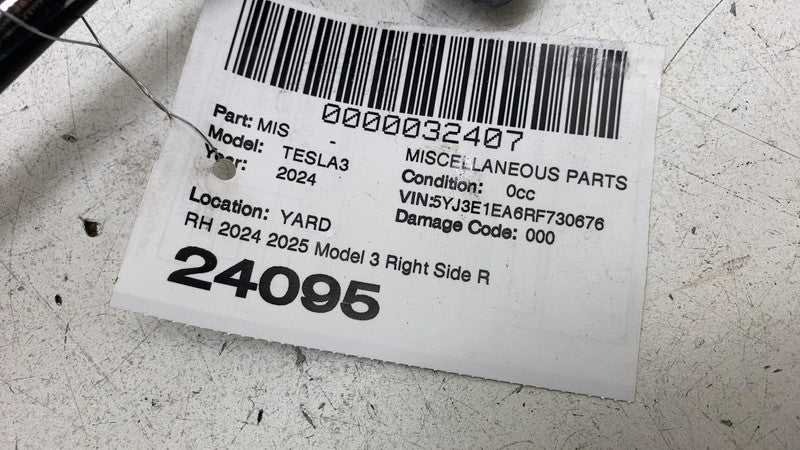 0000032407
Part: MIS - MISCELLANEOUS PARTS
Model: TESLA3 Condition: 0cc
Year: 2024 VIN:5YJ3E1EA6RF730676
Damage Code: 000
Location: YARD
RH 2024 2025 Model 3 Right Side R
24095